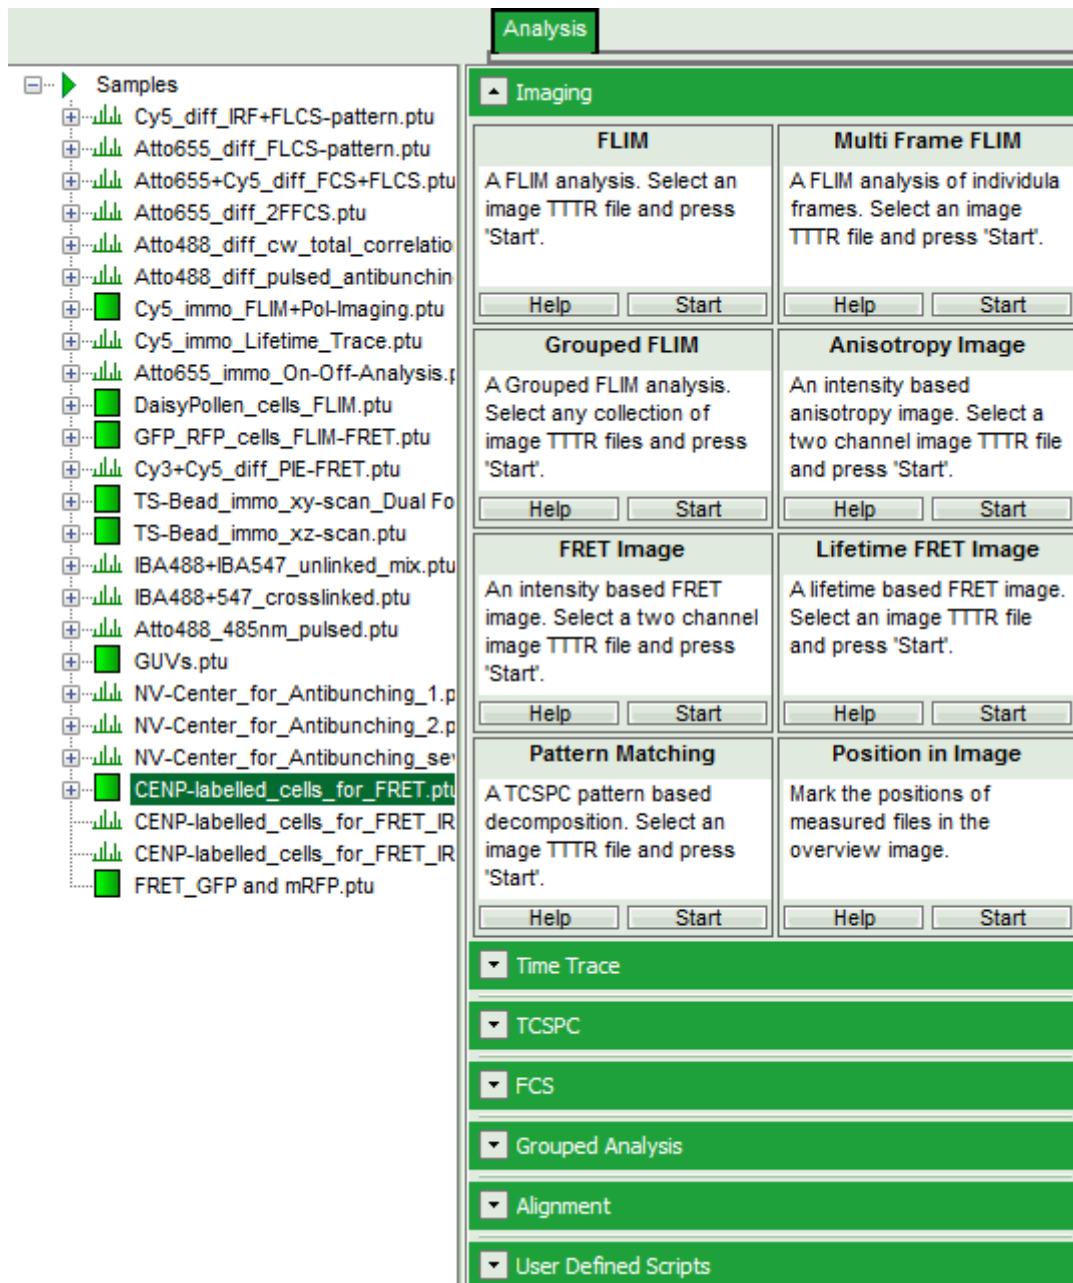 Analysis
Samples
Cy5_diff_IRF+FLCS-pattern.ptu
Atto655_diff_FLCS-pattern.ptu
Atto655+Cy5_diff_FCS+FLCS.ptu
Atto655_diff_2FFCS.ptu
Atto488_diff_cw_total_correlatio
Atto488_diff_pulsed_antibunchin
Cy5_immo_FLIM+Pol-Imaging.ptu
Cy5_immo_Lifetime_Trace.ptu
Atto655_immo_On-Off-Analysis.p
DaisyPollen_cells_FLIM.ptu
GFP_RFP_cells_FLIM-FRET.ptu
Cy3+Cy5_diff_PIE-FRET.ptu
TS-Bead_immo_xy-scan_Dual Fo
TS-Bead_immo_xz-scan.ptu
IBA488+IBA547_unlinked_mix.ptu
IBA488+547_crosslinked.ptu
Atto488_485nm_pulsed.ptu
GUVs.ptu
NV-Center_for_Antibunching_1.p
NV-Center_for_Antibunching_2.p
NV-Center_for_Antibunching_se
CENP-labelled_cells_for_FRET.ptu
CENP-labelled_cells_for_FRET_IR
CENP-labelled_cells_for_FRET_IR
FRET_GFP and mRFP.ptu
Imaging
FLIM
A FLIM analysis. Select an
image TTTR file and press
'Start'.
Help Start
Multi Frame FLIM
A FLIM analysis of individula
frames. Select an image
TTTR file and press 'Start'.
Help Start
Grouped FLIM
A Grouped FLIM analysis.
Select any collection of
image TTTR files and press
'Start'.
Help Start
Anisotropy Image
An intensity based
anisotropy image. Select a
two channel image TTTR file
and press 'Start'.
Help Start
FRET Image
An intensity based FRET
image. Select a two channel
image TTTR file and press
'Start'.
Help Start
Lifetime FRET Image
A lifetime based FRET image.
Select an image TTTR file
and press 'Start'.
Help Start
Pattern Matching
A TCSPC pattern based
decomposition. Select an
image TTTR file and press
'Start'.
Help Start
Position in Image
Mark the positions of
measured files in the
overview image.
Help Start
Time Trace
TCSPC
FCS
Grouped Analysis
Alignment
User Defined Scripts